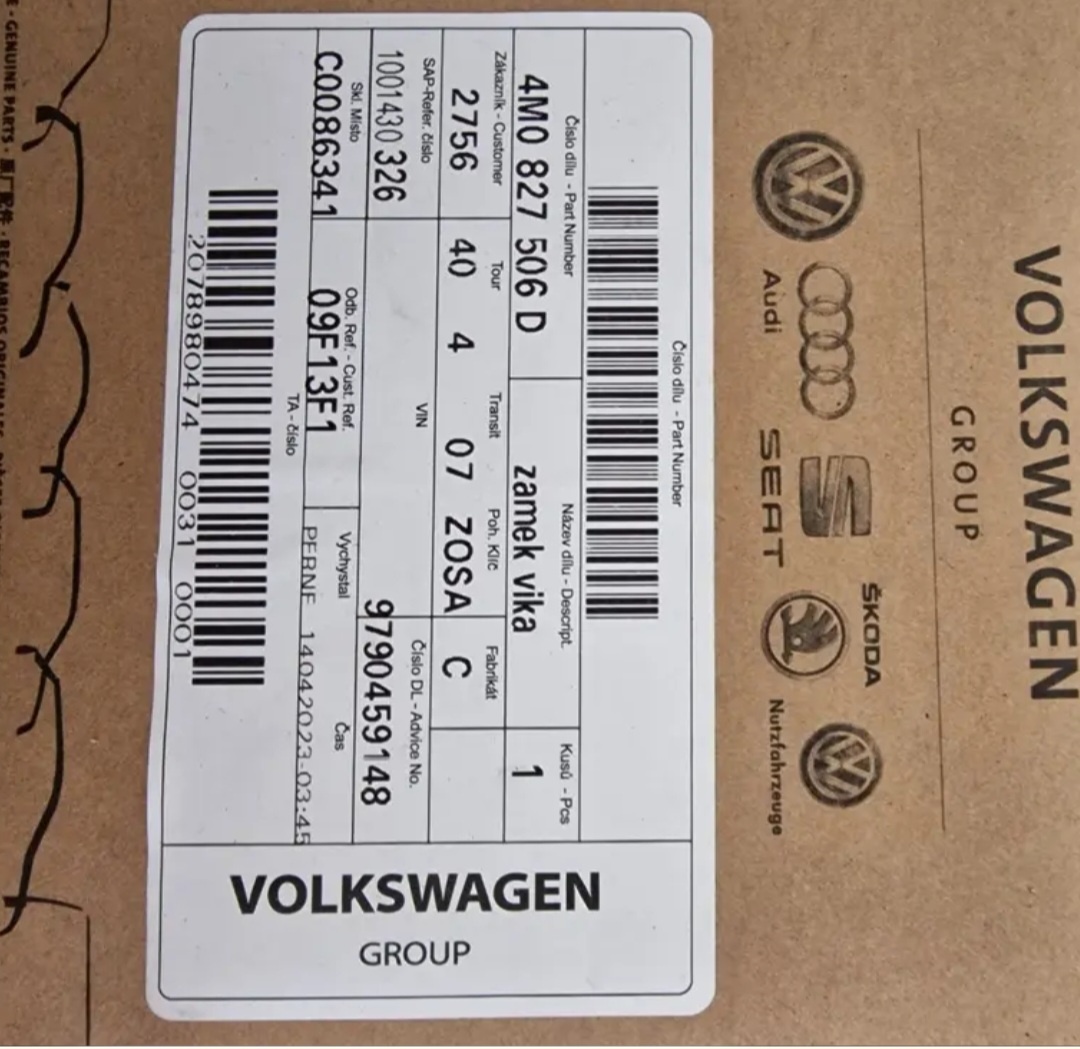 VOLKSWAGEN
GROUP
Audi
SEAT
ŠKODA
Nutzfahrzeuge
Číslo dílu - Part Number
Číslo dílu - Part Number Název dílu - Descript. Kusů - Pcs
4M0 827 506 D zamek vika 1
Zákazník - Customer Tour Transit Poh. Klíč Fabrikát
2756 40 4 07 ZOSA C
SAP-Refer. číslo VIN Číslo DL - Advice No.
1001430326 9790459148
Skl. Místo Odb. Ref. - Cust. Ref. Vychystal Čas
C0086341 09F13F1 PERNE 14042023-03:45
TA - číslo
2078980474 0031 0001
VOLKSWAGEN
GROUP
GENUINE PARTS